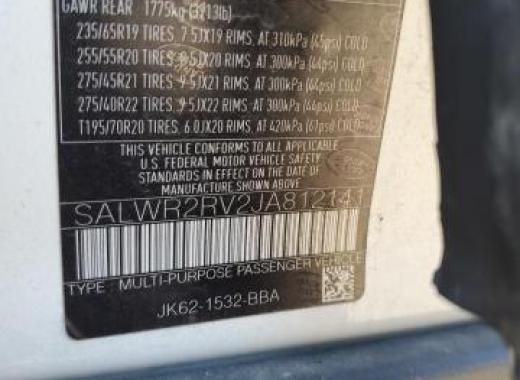 GAWR REAR 1775kg (3913lb)
235/65R19 TIRES, 7.5JX19 RIMS, AT 310kPa (45psi) COLD
255/55R20 TIRES, 8.5JX20 RIMS, AT 300kPa (44psi) COLD
275/45R21 TIRES, 9.5JX21 RIMS, AT 300kPa (44psi) COLD
275/40R22 TIRES, 9.5JX22 RIMS, AT 300kPa (44psi) COLD
T195/70R20 TIRES, 6.0JX20 RIMS, AT 420kPa (61psi) COLD
THIS VEHICLE CONFORMS TO ALL APPLICABLE
U.S. FEDERAL MOTOR VEHICLE SAFETY
STANDARDS IN EFFECT ON THE DATE OF
MANUFACTURE SHOWN ABOVE.
SALWR2RV2JA812141
TYPE: MULTI-PURPOSE PASSENGER VEHICLE
JK62-1532-BBA